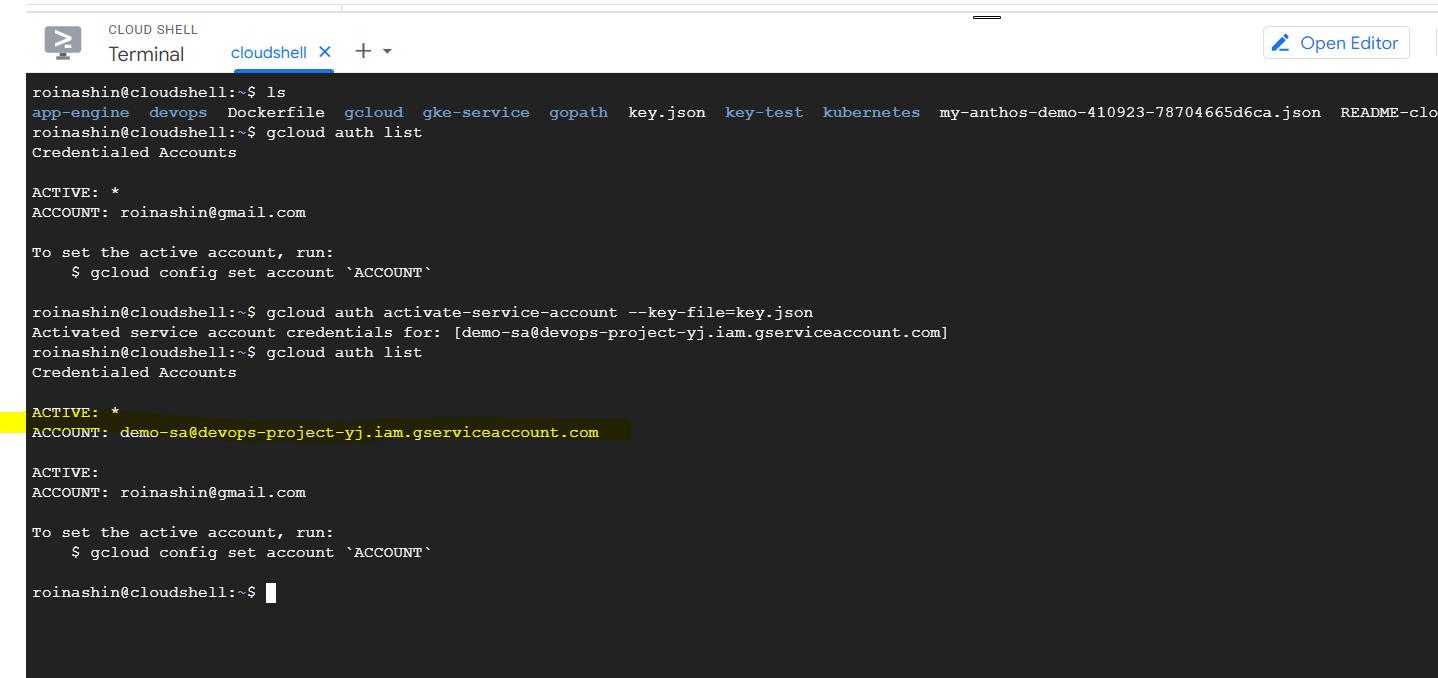 CLOUD SHELL
Terminal
cloudshell
Open Editor
roinashin@cloudshell:~$ ls
app-engine devops Dockerfile gcloud gke-service gopath key.json key-test kubernetes my-anthos-demo-410923-78704665d6ca.json README-clo
roinashin@cloudshell:~$ gcloud auth list
Credentialed Accounts
ACTIVE: *
ACCOUNT: roinashin@gmail.com
To set the active account, run:
$ gcloud config set account `ACCOUNT`
roinashin@cloudshell:~$ gcloud auth activate-service-account --key-file=key.json
Activated service account credentials for: [demo-sa@devops-project-yj.iam.gserviceaccount.com]
roinashin@cloudshell:~$ gcloud auth list
Credentialed Accounts
ACTIVE: *
ACCOUNT: demo-sa@devops-project-yj.iam.gserviceaccount.com
ACTIVE:
ACCOUNT: roinashin@gmail.com
To set the active account, run:
$ gcloud config set account `ACCOUNT`
roinashin@cloudshell:~$